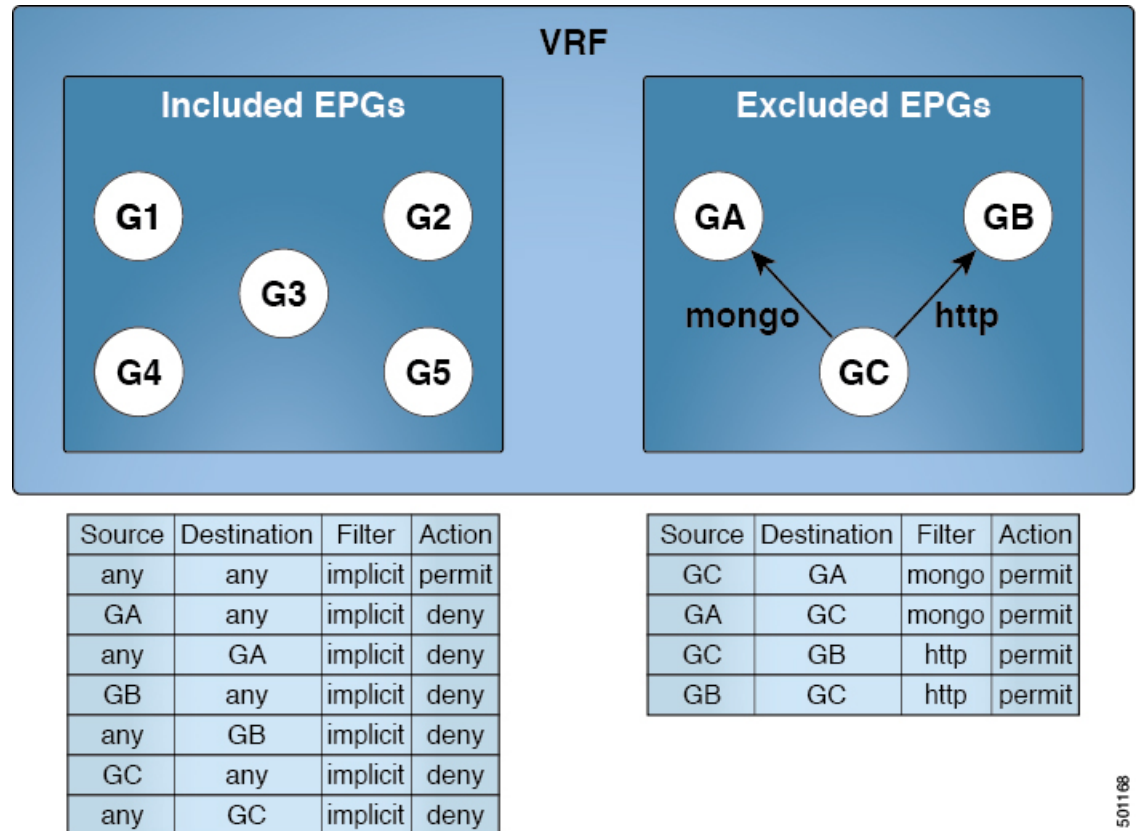 VRF
Included EPGs
G1
G2
G3
G4
G5
Excluded EPGs
GA
GB
mongo
http
GC
Source Destination Filter Action
any any implicit permit
GA any implicit deny
any GA implicit deny
GB any implicit deny
any GB implicit deny
GC any implicit deny
any GC implicit deny
Source Destination Filter Action
GC GA mongo permit
GA GC mongo permit
GC GB http permit
GB GC http permit
501168